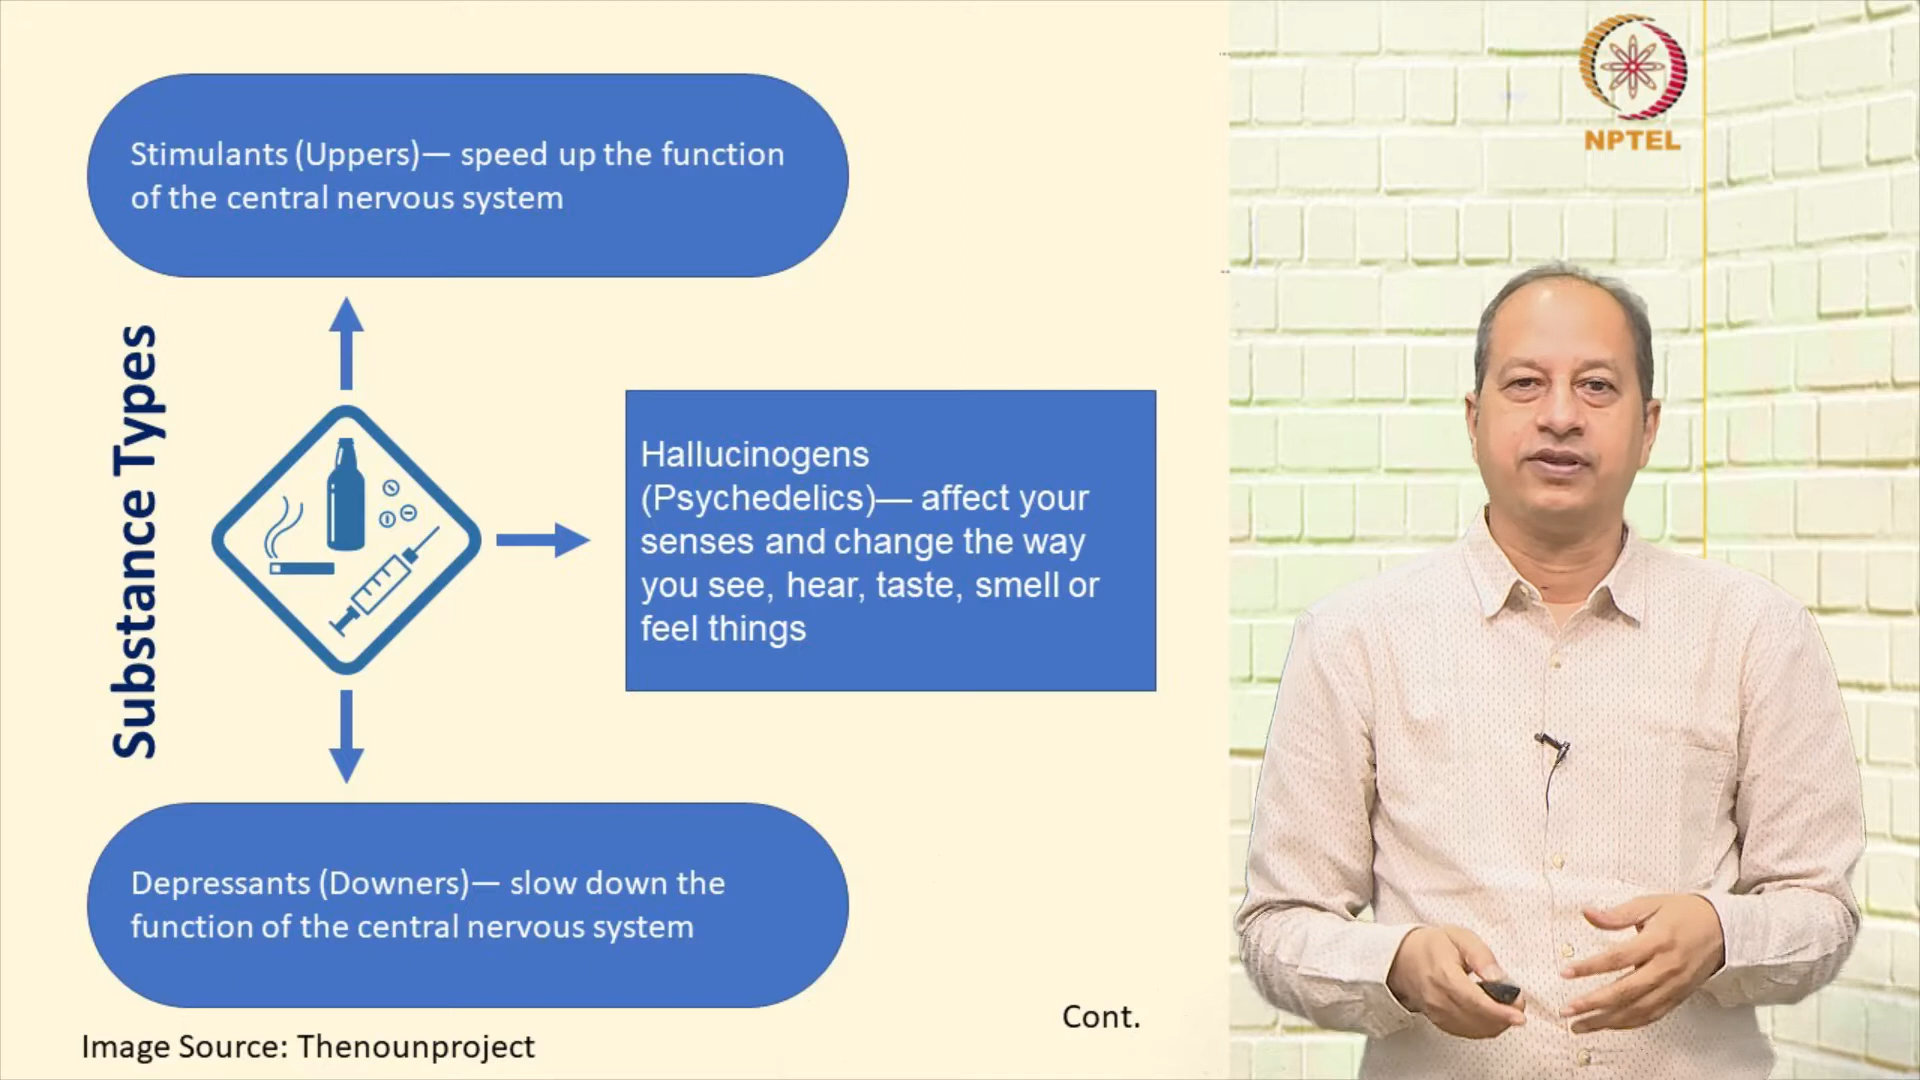 Stimulants (Uppers)— speed up the function
of the central nervous system
Substance Types
Hallucinogens
(Psychedelics)— affect your
senses and change the way
you see, hear, taste, smell or
feel things
Depressants (Downers)— slow down the
function of the central nervous system
Cont.
Image Source: Thenounproject
NPTEL